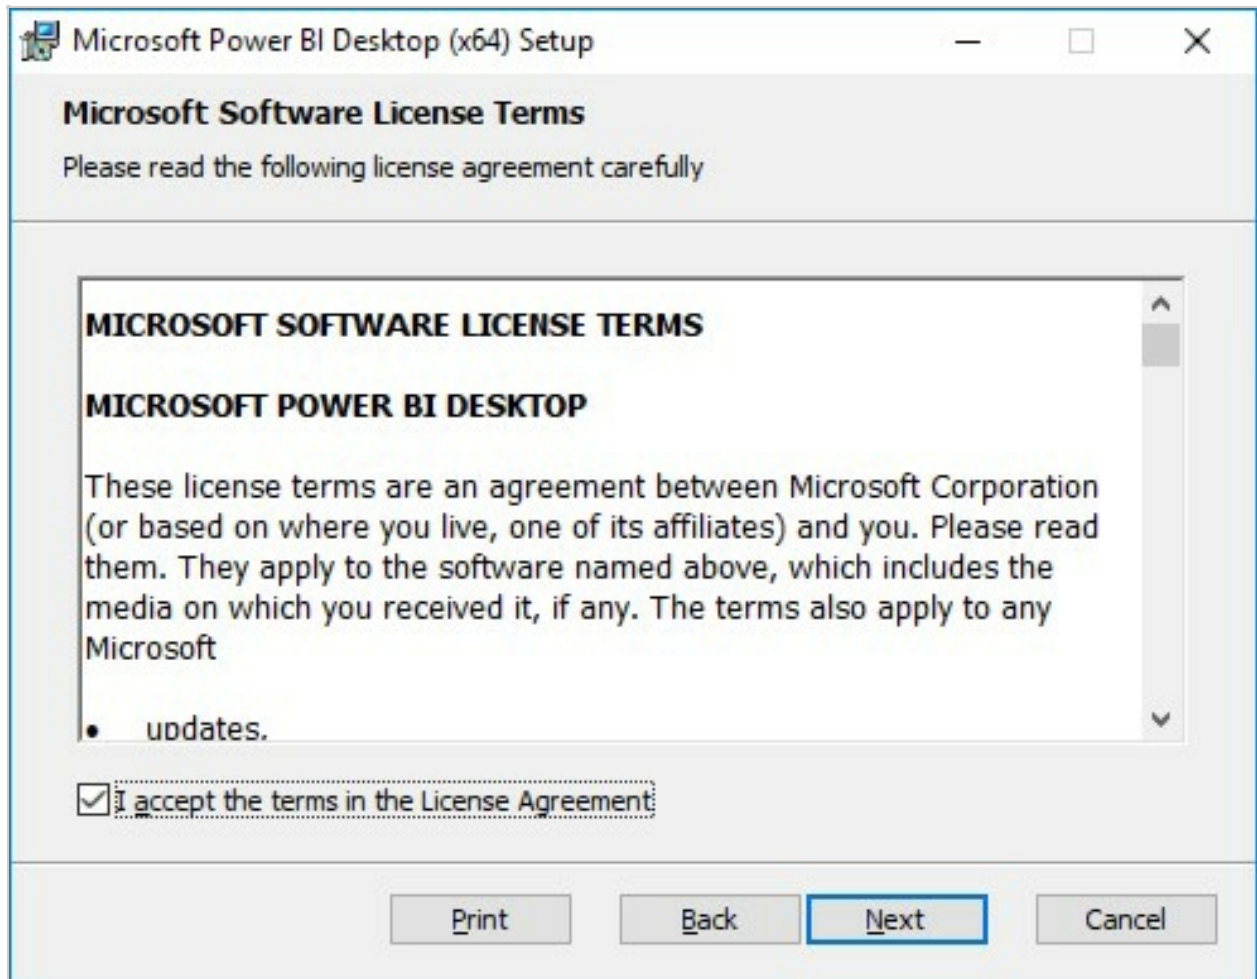 Microsoft Power BI Desktop (x64) Setup
Microsoft Software License Terms
Please read the following license agreement carefully
MICROSOFT SOFTWARE LICENSE TERMS
MICROSOFT POWER BI DESKTOP
These license terms are an agreement between Microsoft Corporation
(or based on where you live, one of its affiliates) and you. Please read
them. They apply to the software named above, which includes the
media on which you received it, if any. The terms also apply to any
Microsoft
• updates,
I accept the terms in the License Agreement
Print Back Next Cancel